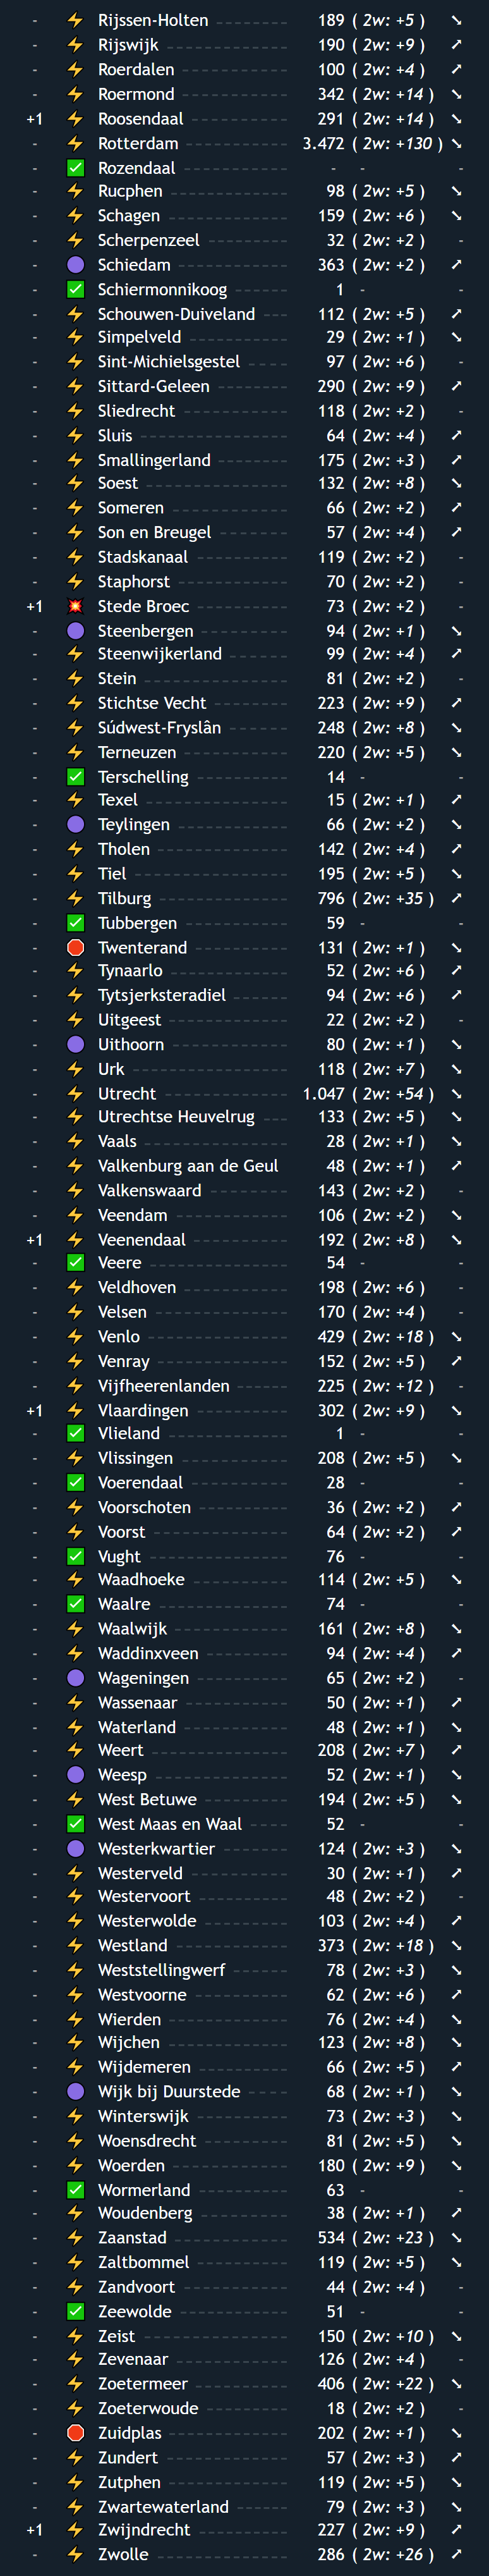 - ⚡ Rijssen-Holten 189 ( 2w: +5 ) ➘
- ⚡ Rijswijk 190 ( 2w: +9 ) ➚
- ⚡ Roerdalen 100 ( 2w: +4 ) ➚
- ⚡ Roermond 342 ( 2w: +14 ) ➘
+1 ⚡ Roosendaal 291 ( 2w: +14 ) ➘
- ⚡ Rotterdam 3.472 ( 2w: +130 ) ➘
- ✅ Rozendaal - - -
- ⚡ Rucphen 98 ( 2w: +5 ) ➘
- ⚡ Schagen 159 ( 2w: +6 ) ➘
- ⚡ Scherpenzeel 32 ( 2w: +2 ) -
- 🟣 Schiedam 363 ( 2w: +2 ) ➚
- ✅ Schiermonnikoog 1 - -
- ⚡ Schouwen-Duiveland 112 ( 2w: +5 ) ➚
- ⚡ Simpelveld 29 ( 2w: +1 ) ➘
- ⚡ Sint-Michielsgestel 97 ( 2w: +6 ) -
- ⚡ Sittard-Geleen 290 ( 2w: +9 ) ➚
- ⚡ Sliedrecht 118 ( 2w: +2 ) -
- ⚡ Sluis 64 ( 2w: +4 ) ➚
- ⚡ Smallingerland 175 ( 2w: +3 ) ➚
- ⚡ Soest 132 ( 2w: +8 ) ➘
- ⚡ Someren 66 ( 2w: +2 ) ➚
- ⚡ Son en Breugel 57 ( 2w: +4 ) ➚
- ⚡ Stadskanaal 119 ( 2w: +2 ) -
- ⚡ Staphorst 70 ( 2w: +2 ) -
+1 💥 Stede Broec 73 ( 2w: +2 ) -
- 🟣 Steenbergen 94 ( 2w: +1 ) ➘
- ⚡ Steenwijkerland 99 ( 2w: +4 ) ➚
- ⚡ Stein 81 ( 2w: +2 ) -
- ⚡ Stichtse Vecht 223 ( 2w: +9 ) ➚
- ⚡ Súdwest-Fryslân 248 ( 2w: +8 ) ➘
- ⚡ Terneuzen 220 ( 2w: +5 ) ➘
- ✅ Terschelling 14 - -
- ⚡ Texel 15 ( 2w: +1 ) ➚
- 🟣 Teylingen 66 ( 2w: +2 ) ➘
- ⚡ Tholen 142 ( 2w: +4 ) ➚
- ⚡ Tiel 195 ( 2w: +5 ) ➘
- ⚡ Tilburg 796 ( 2w: +35 ) ➚
- ✅ Tubbergen 59 - -
- 🛑 Twenterand 131 ( 2w: +1 ) ➘
- ⚡ Tynaarlo 52 ( 2w: +6 ) ➚
- ⚡ Tytsjerksteradiel 94 ( 2w: +6 ) ➚
- ⚡ Uitgeest 22 ( 2w: +2 ) -
- 🟣 Uithoorn 80 ( 2w: +1 ) ➘
- ⚡ Urk 118 ( 2w: +7 ) ➘
- ⚡ Utrecht 1.047 ( 2w: +54 ) ➘
- ⚡ Utrechtse Heuvelrug 133 ( 2w: +5 ) ➘
- ⚡ Vaals 28 ( 2w: +1 ) ➘
- ⚡ Valkenburg aan de Geul 48 ( 2w: +1 ) ➚
- ⚡ Valkenswaard 143 ( 2w: +2 ) -
- ⚡ Veendam 106 ( 2w: +2 ) ➘
+1 ⚡ Veenendaal 192 ( 2w: +8 ) ➘
- ✅ Veere 54 - -
- ⚡ Veldhoven 198 ( 2w: +6 ) -
- ⚡ Velsen 170 ( 2w: +4 ) -
- ⚡ Venlo 429 ( 2w: +18 ) ➘
- ⚡ Venray 152 ( 2w: +5 ) ➚
- ⚡ Vijfheerenlanden 225 ( 2w: +12 ) -
+1 ⚡ Vlaardingen 302 ( 2w: +9 ) ➘
- ✅ Vlieland 1 - -
- ⚡ Vlissingen 208 ( 2w: +5 ) ➘
- ✅ Voerendaal 28 - -
- ⚡ Voorschoten 36 ( 2w: +2 ) ➚
- ⚡ Voorst 64 ( 2w: +2 ) ➚
- ✅ Vught 76 - -
- ⚡ Waadhoeke 114 ( 2w: +5 ) ➘
- ✅ Waalre 74 - -
- ⚡ Waalwijk 161 ( 2w: +8 ) ➘
- ⚡ Waddinxveen 94 ( 2w: +4 ) ➚
- 🟣 Wageningen 65 ( 2w: +2 ) -
- ⚡ Wassenaar 50 ( 2w: +1 ) ➚
- ⚡ Waterland 48 ( 2w: +1 ) ➘
- ⚡ Weert 208 ( 2w: +7 ) ➚
- 🟣 Weesp 52 ( 2w: +1 ) ➘
- ⚡ West Betuwe 194 ( 2w: +5 ) ➘
- ✅ West Maas en Waal 52 - -
- 🟣 Westerkwartier 124 ( 2w: +3 ) ➘
- ⚡ Westerveld 30 ( 2w: +1 ) ➚
- ⚡ Westervoort 48 ( 2w: +2 ) -
- ⚡ Westerwolde 103 ( 2w: +4 ) ➚
- ⚡ Westland 373 ( 2w: +18 ) ➘
- ⚡ Weststellingwerf 78 ( 2w: +3 ) ➘
- ⚡ Westvoorne 62 ( 2w: +6 ) ➚
- ⚡ Wierden 76 ( 2w: +4 ) ➘
- ⚡ Wijchen 123 ( 2w: +8 ) ➘
- ⚡ Wijdemeren 66 ( 2w: +5 ) ➚
- 🟣 Wijk bij Duurstede 68 ( 2w: +1 ) ➘
- ⚡ Winterswijk 73 ( 2w: +3 ) ➘
- ⚡ Woensdrecht 81 ( 2w: +5 ) ➘
- ⚡ Woerden 180 ( 2w: +9 ) ➘
- ✅ Wormerland 63 - -
- ⚡ Woudenberg 38 ( 2w: +1 ) ➚
- ⚡ Zaanstad 534 ( 2w: +23 ) ➘
- ⚡ Zaltbommel 119 ( 2w: +5 ) ➘
- ⚡ Zandvoort 44 ( 2w: +4 ) -
- ✅ Zeewolde 51 - -
- ⚡ Zeist 150 ( 2w: +10 ) ➘
- ⚡ Zevenaar 126 ( 2w: +4 ) -
- ⚡ Zoetermeer 406 ( 2w: +22 ) ➘
- ⚡ Zoeterwoude 18 ( 2w: +2 ) -
- 🛑 Zuidplas 202 ( 2w: +1 ) ➘
- ⚡ Zundert 57 ( 2w: +3 ) ➚
- ⚡ Zutphen 119 ( 2w: +5 ) ➘
- ⚡ Zwartewaterland 79 ( 2w: +3 ) ➘
+1 ⚡ Zwijndrecht 227 ( 2w: +9 ) ➚
- ⚡ Zwolle 286 ( 2w: +26 ) ➚